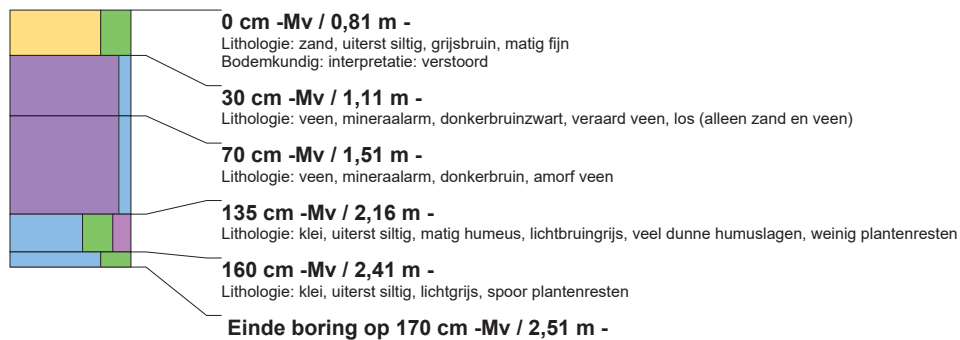 0 cm -Mv / 0,81 m -
Lithologie: zand, uiterst siltig, grijsbruin, matig fijn
Bodemkundig: interpretatie: verstoord
30 cm -Mv / 1,11 m -
Lithologie: veen, mineraalarm, donkerbruinzwart, veraard veen, los (alleen zand en veen)
70 cm -Mv / 1,51 m -
Lithologie: veen, mineraalarm, donkerbruin, amorf veen
135 cm -Mv / 2,16 m -
Lithologie: klei, uiterst siltig, matig humeus, lichtbruingrijs, veel dunne humuslagen, weinig plantenresten
160 cm -Mv / 2,41 m -
Lithologie: klei, uiterst siltig, lichtgrijs, spoor plantenresten
Einde boring op 170 cm -Mv / 2,51 m -